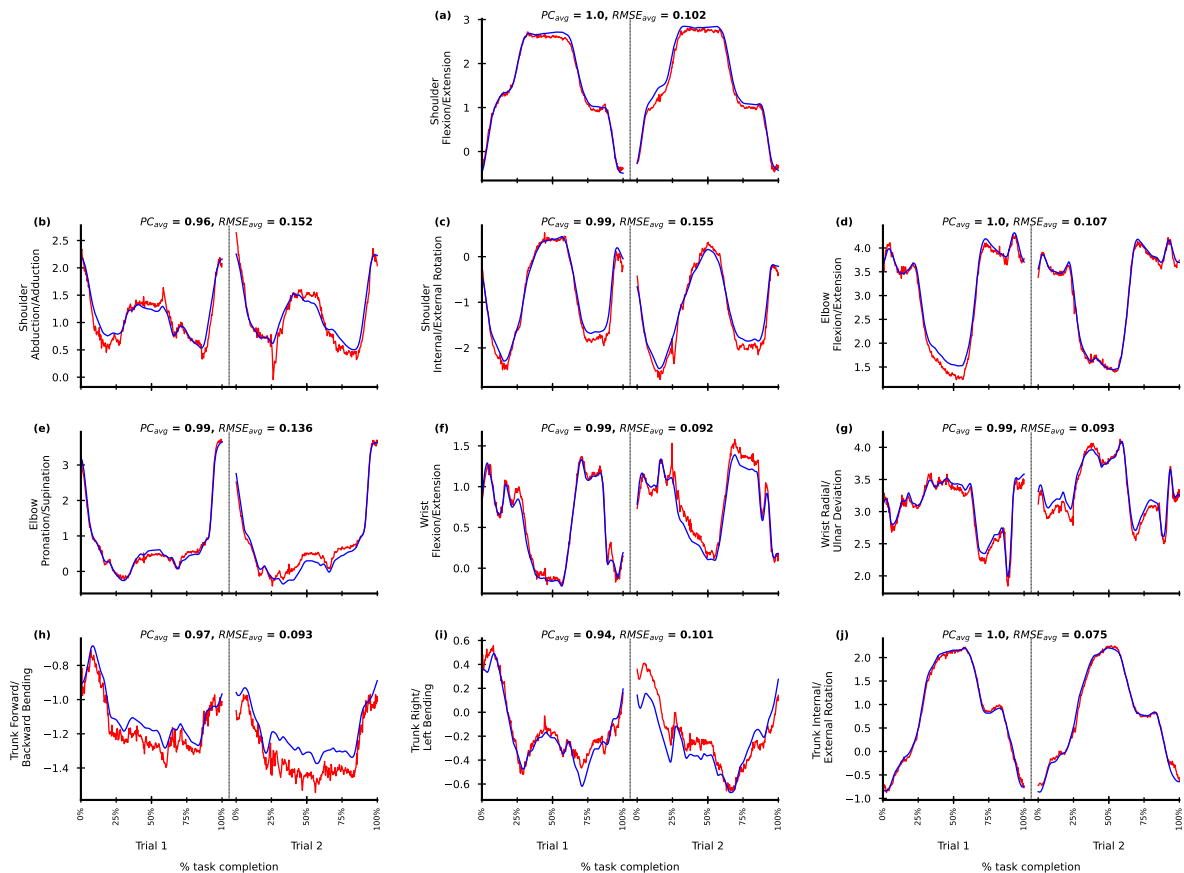 (a) PCavg = 1.0, RMSEavg = 0.102
Shoulder
Flexion/Extension
3
2
1
0
(b) PCavg = 0.96, RMSEavg = 0.152
Shoulder
Abduction/Adduction
2.5
2.0
1.5
1.0
0.5
0.0
(c) PCavg = 0.99, RMSEavg = 0.155
Shoulder
Internal/External Rotation
0
−1
−2
(d) PCavg = 1.0, RMSEavg = 0.107
Elbow
Flexion/Extension
4.0
3.5
3.0
2.5
2.0
1.5
(e) PCavg = 0.99, RMSEavg = 0.136
Elbow
Pronation/Supination
3
2
1
0
(f) PCavg = 0.99, RMSEavg = 0.092
Wrist
Flexion/Extension
1.5
1.0
0.5
0.0
(g) PCavg = 0.99, RMSEavg = 0.093
Wrist Radial/
Ulnar Deviation
4.0
3.5
3.0
2.5
2.0
(h) PCavg = 0.97, RMSEavg = 0.093
Trunk Forward/
Backward Bending
−0.8
−1.0
−1.2
−1.4
0% 25% 50% 75% 100% 25% 50% 75% 100%
Trial 1 Trial 2
% task completion
(i) PCavg = 0.94, RMSEavg = 0.101
Trunk Right/
Left Bending
0.6
0.4
0.2
0.0
−0.2
−0.4
−0.6
0% 25% 50% 75% 100% 25% 50% 75% 100%
Trial 1 Trial 2
% task completion
(j) PCavg = 1.0, RMSEavg = 0.075
Trunk Internal/
External Rotation
2.0
1.5
1.0
0.5
0.0
−0.5
−1.0
0% 25% 50% 75% 100% 25% 50% 75% 100%
Trial 1 Trial 2
% task completion